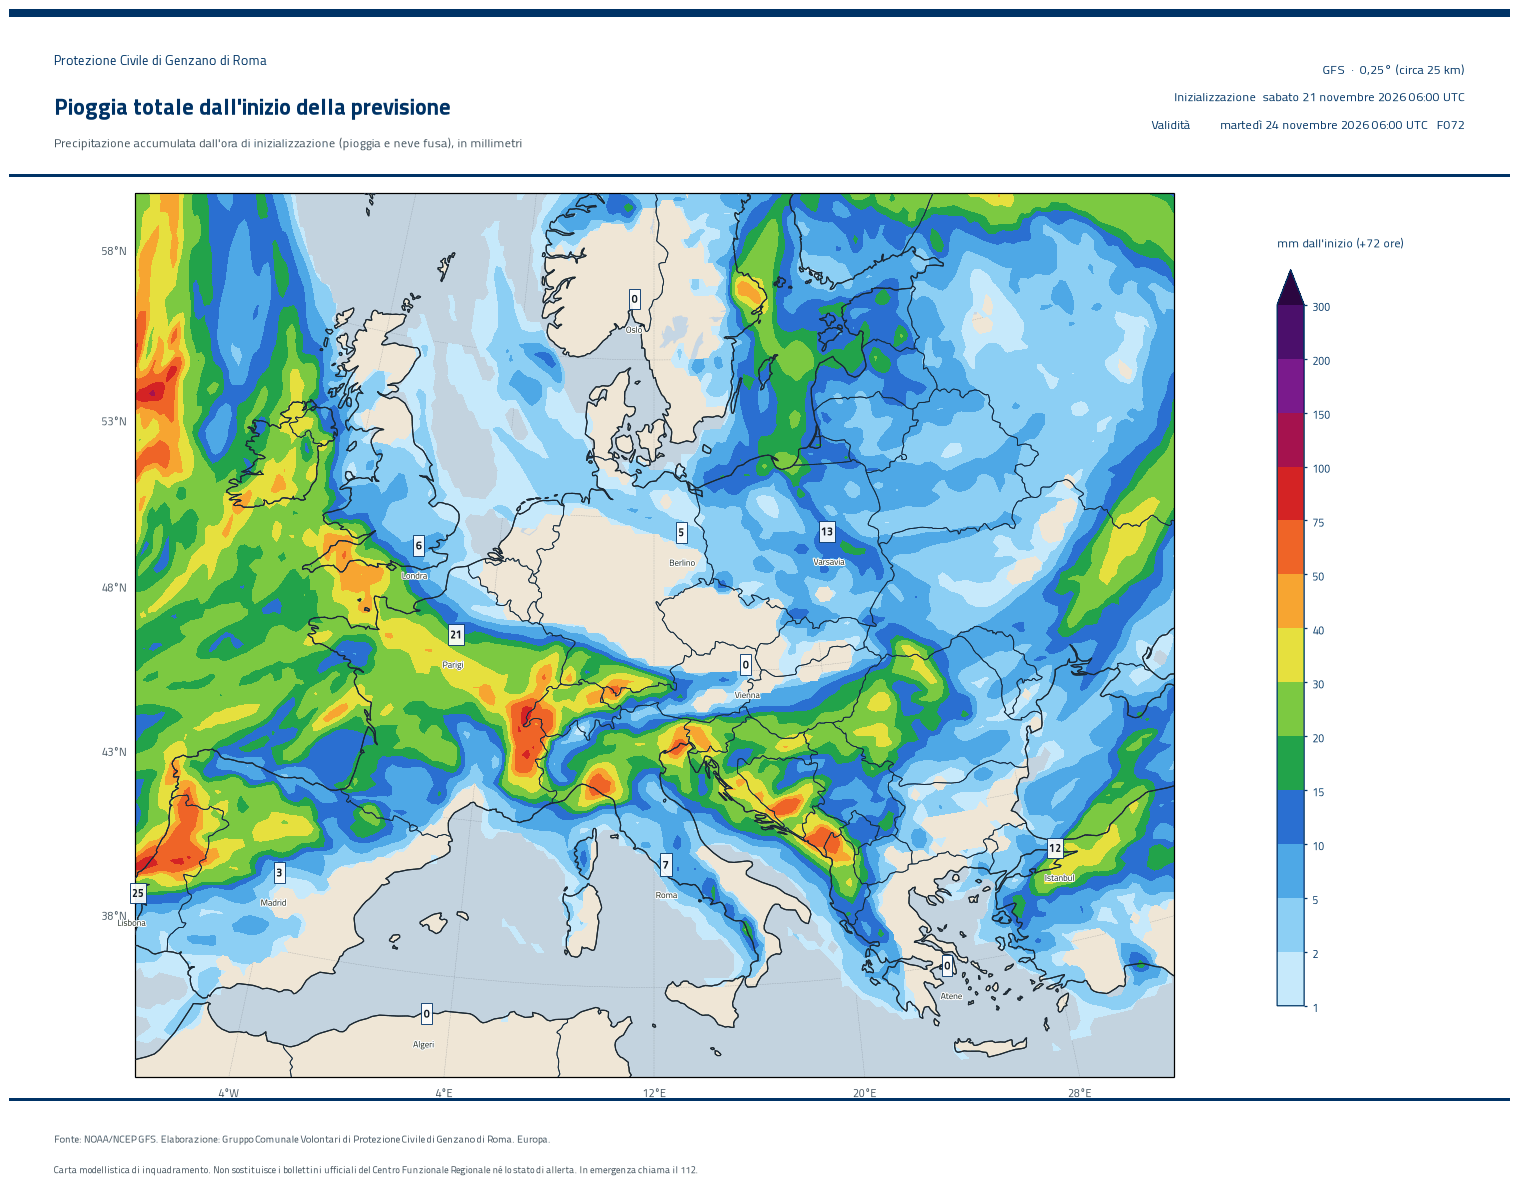 Protezione Civile di Genzano di Roma
Pioggia totale dall'inizio della previsione
Precipitazione accumulata dall'ora di inizializzazione (pioggia e neve fusa), in millimetri
GFS · 0,25° (circa 25 km)
Inizializzazione sabato 21 novembre 2026 06:00 UTC
Validità martedì 24 novembre 2026 06:00 UTC F072
mm dall'inizio (+72 ore)
300
200
150
100
75
50
40
30
20
15
10
5
2
1
58°N
53°N
48°N
43°N
38°N
4°W
4°E
12°E
20°E
28°E
0
Oslo
6
Londra
5
Berlino
13
Varsavia
21
Parigi
0
Vienna
3
Madrid
25
Lisbona
7
Roma
12
Istanbul
0
Atene
0
Algeri
Fonte: NOAA/NCEP GFS. Elaborazione: Gruppo Comunale Volontari di Protezione Civile di Genzano di Roma. Europa.
Carta modellistica di inquadramento. Non sostituisce i bollettini ufficiali del Centro Funzionale Regionale né lo stato di allerta. In emergenza chiama il 112.